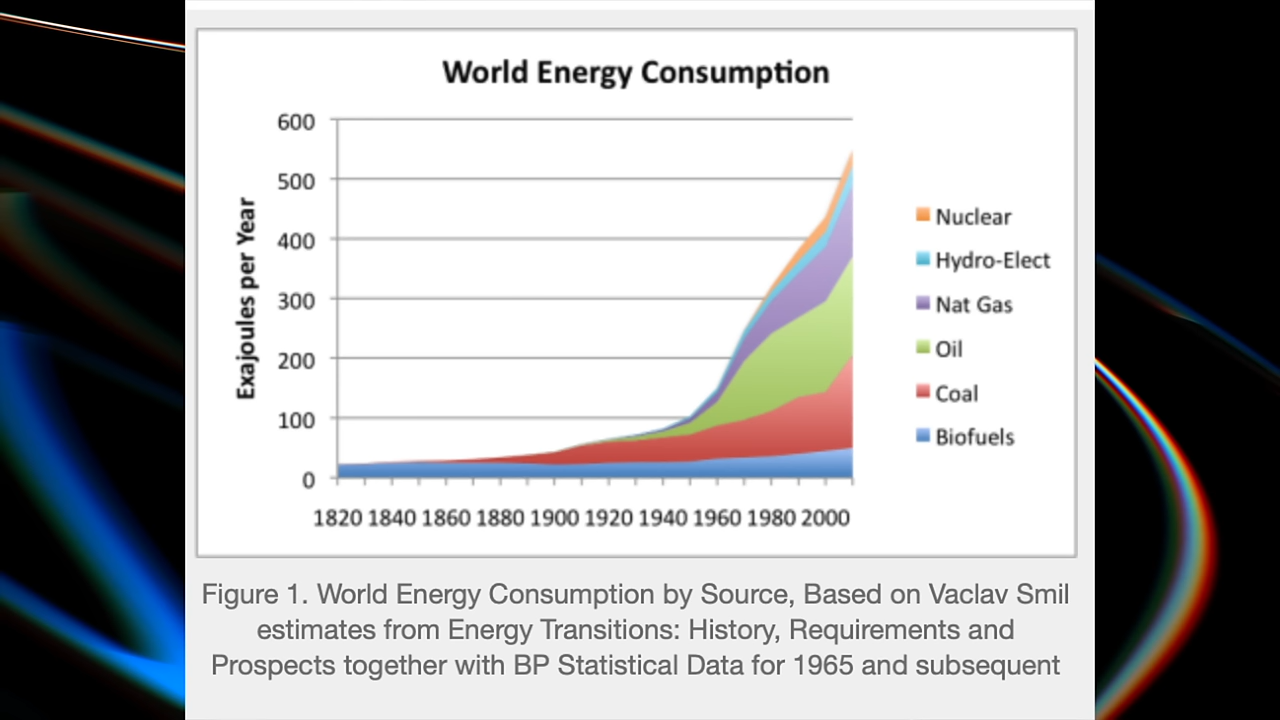 World Energy Consumption
600
500
400
300
200
100
0
Exajoules per Year
1820 1840 1860 1880 1900 1920 1940 1960 1980 2000
Nuclear
Hydro-Elect
Nat Gas
Oil
Coal
Biofuels
Figure 1. World Energy Consumption by Source, Based on Vaclav Smil
estimates from Energy Transitions: History, Requirements and
Prospects together with BP Statistical Data for 1965 and subsequent